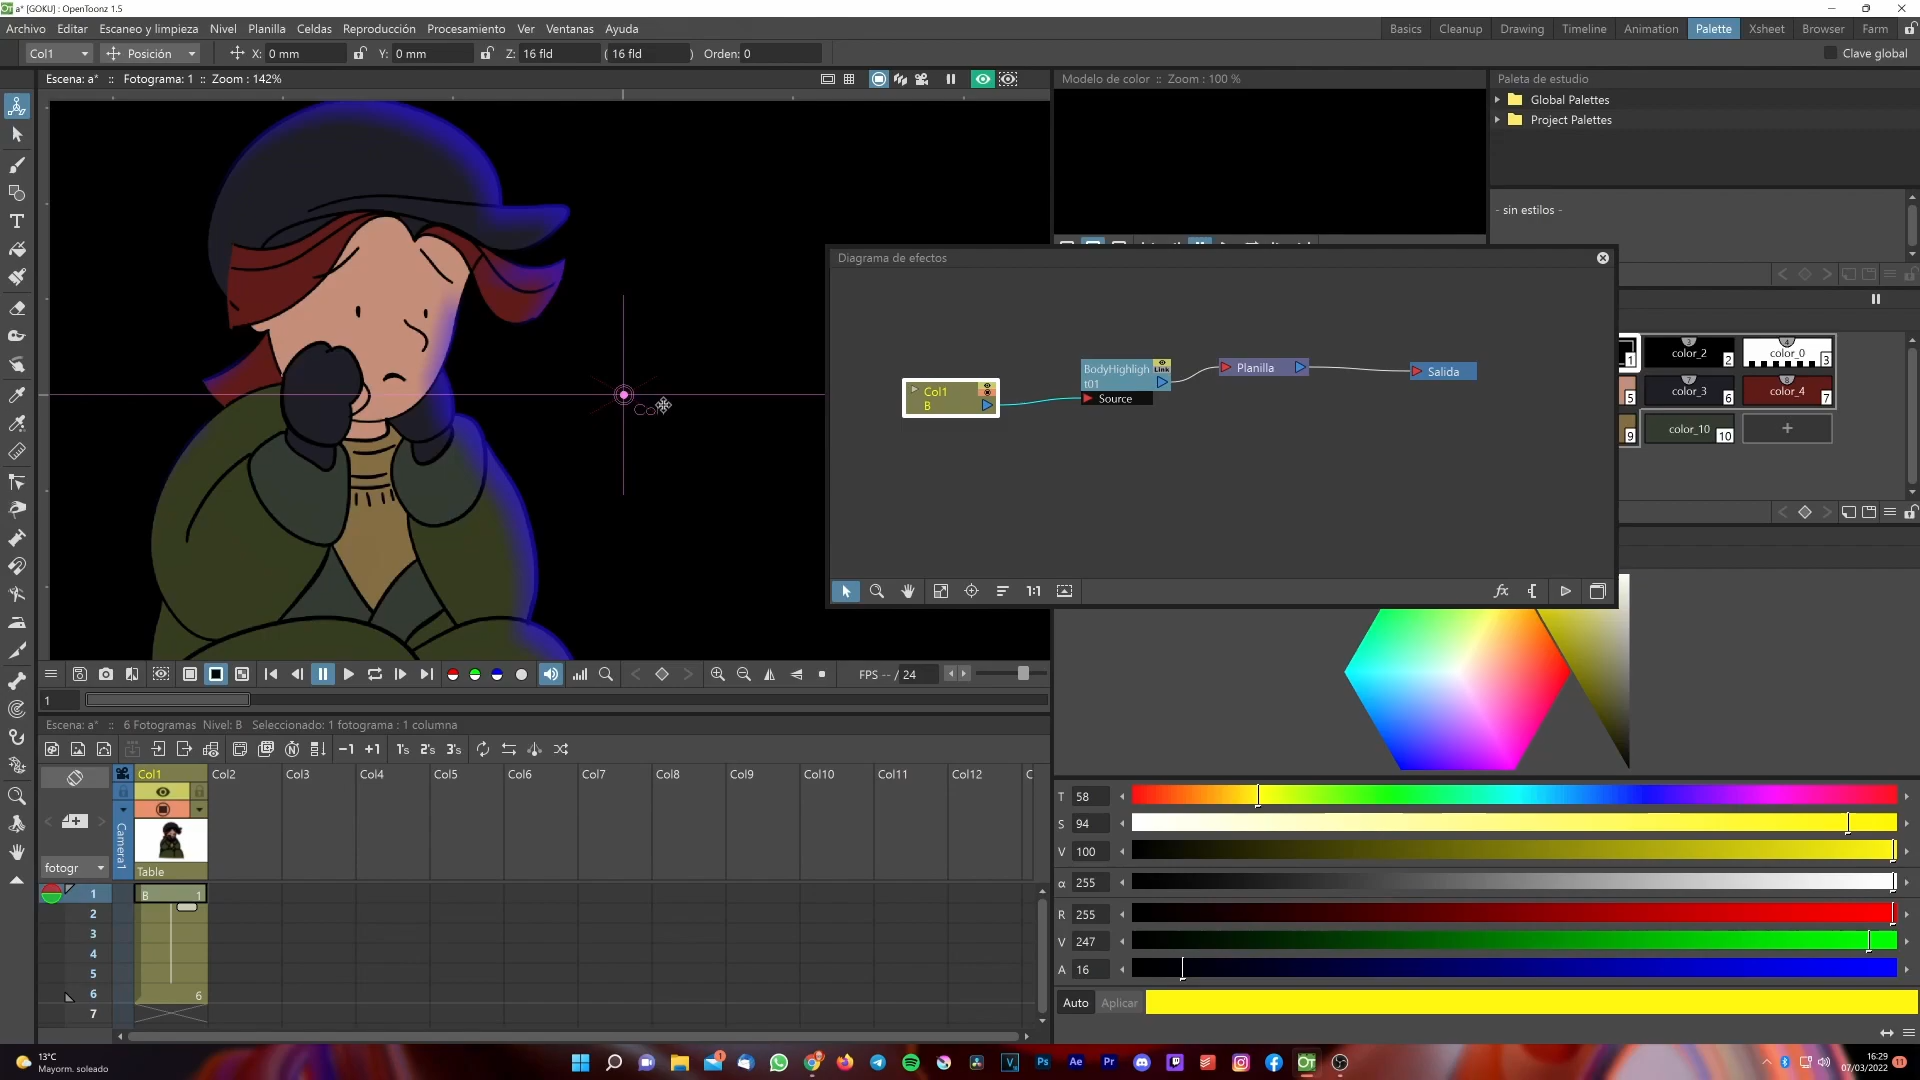 a* [GOKU] : OpenToonz 1.5
Archivo Editar Escaneo y limpieza Nivel Planilla Celdas Reproducción Procesamiento Ver Ventanas Ayuda
Basics Cleanup Drawing Timeline Animation Palette Xsheet Browser Farm
Col1 Posición X: 0 mm Y: 0 mm Z: 16 fld ( 16 fld ) Orden: 0 Clave global
Escena: a* :: Fotograma: 1 :: Zoom : 142%
Modelo de color :: Zoom : 100 %
Paleta de estudio
Global Palettes
Project Palettes
- sin estilos -
Diagrama de efectos
Col1
B
BodyHighligh
t01
Link
Source
Planilla
Salida
1 color_2 2 color_0 3
5 color_3 6 color_4 7
9 color_10 10 +
1:1 fx
FPS -- / 24
1
Escena: a* :: 6 Fotogramas Nivel: B Seleccionado: 1 fotograma : 1 columna
-1 +1 1's 2's 3's
Col1 Col2 Col3 Col4 Col5 Col6 Col7 Col8 Col9 Col10 Col11 Col12 C
Camera1
fotogr
Table
1 B 1
2
3
4
5
6 6
7
T 58
S 94
V 100
α 255
R 255
V 247
A 16
Auto Aplicar
13°C
Mayorm. soleado
16:29
07/03/2022